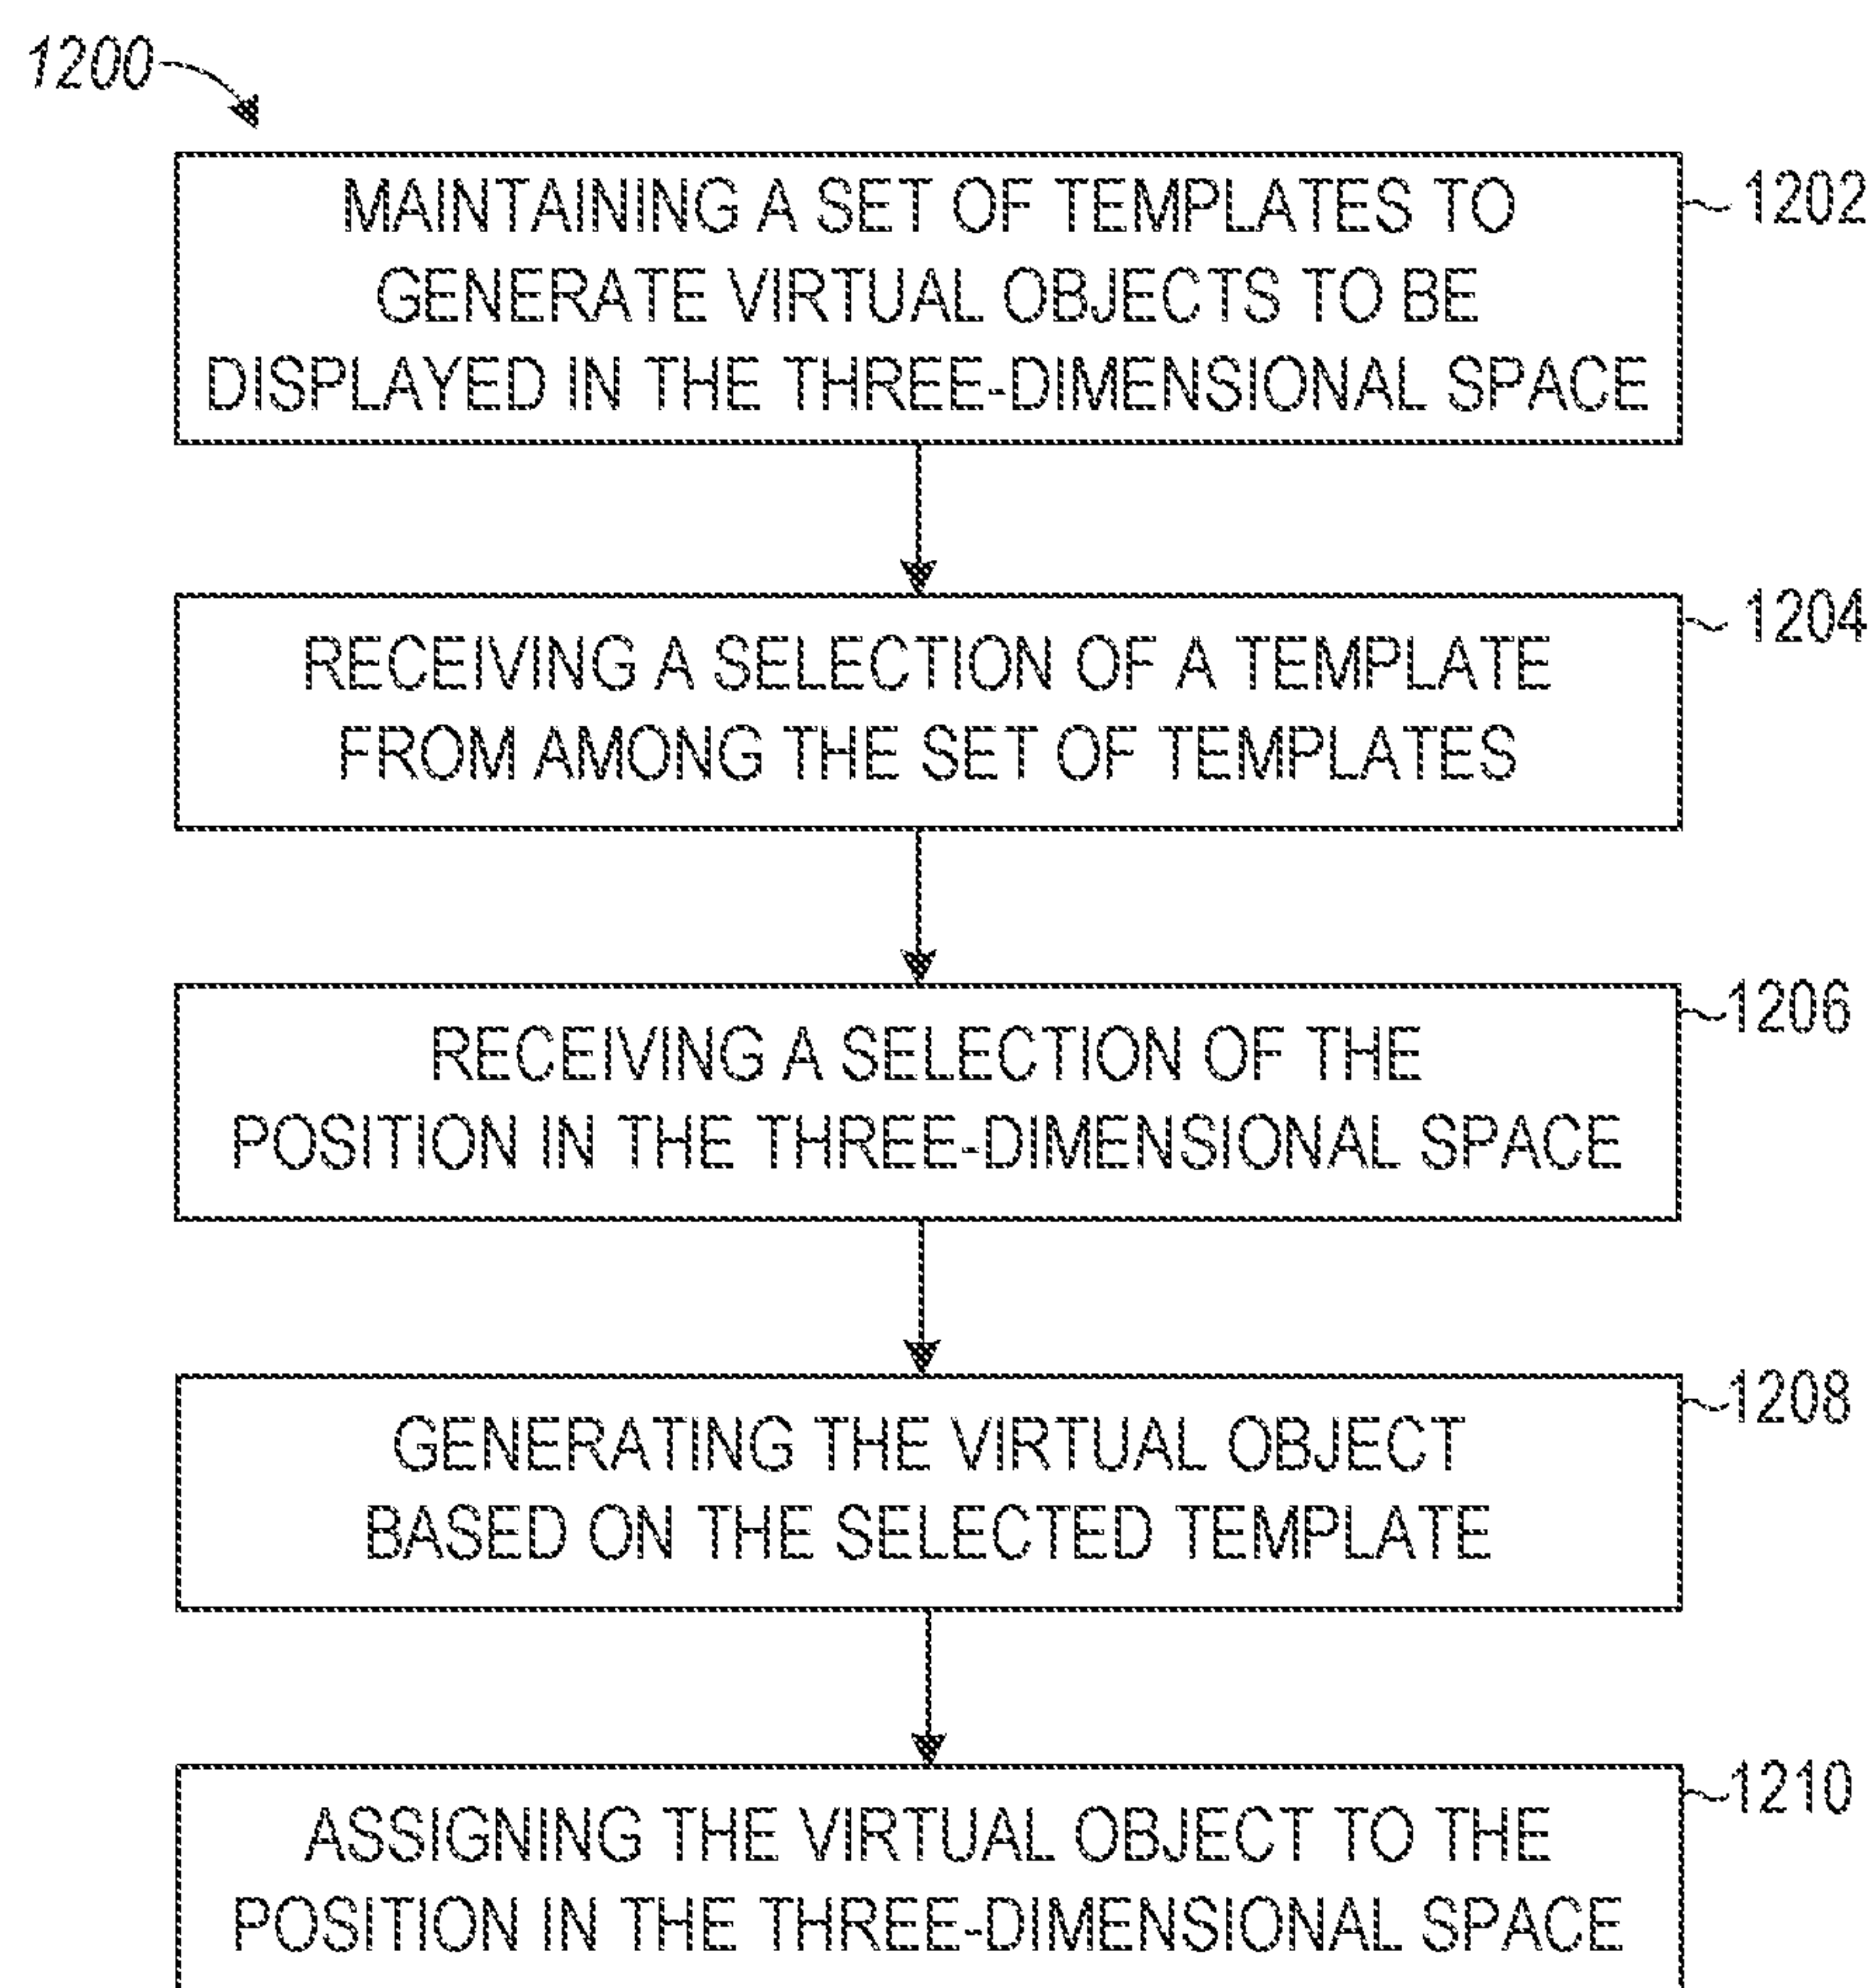 1200
MAINTAINING A SET OF TEMPLATES TO
GENERATE VIRTUAL OBJECTS TO BE
DISPLAYED IN THE THREE-DIMENSIONAL SPACE
1202
RECEIVING A SELECTION OF A TEMPLATE
FROM AMONG THE SET OF TEMPLATES
1204
RECEIVING A SELECTION OF THE
POSITION IN THE THREE-DIMENSIONAL SPACE
1206
GENERATING THE VIRTUAL OBJECT
BASED ON THE SELECTED TEMPLATE
1208
ASSIGNING THE VIRTUAL OBJECT TO THE
POSITION IN THE THREE-DIMENSIONAL SPACE
1210